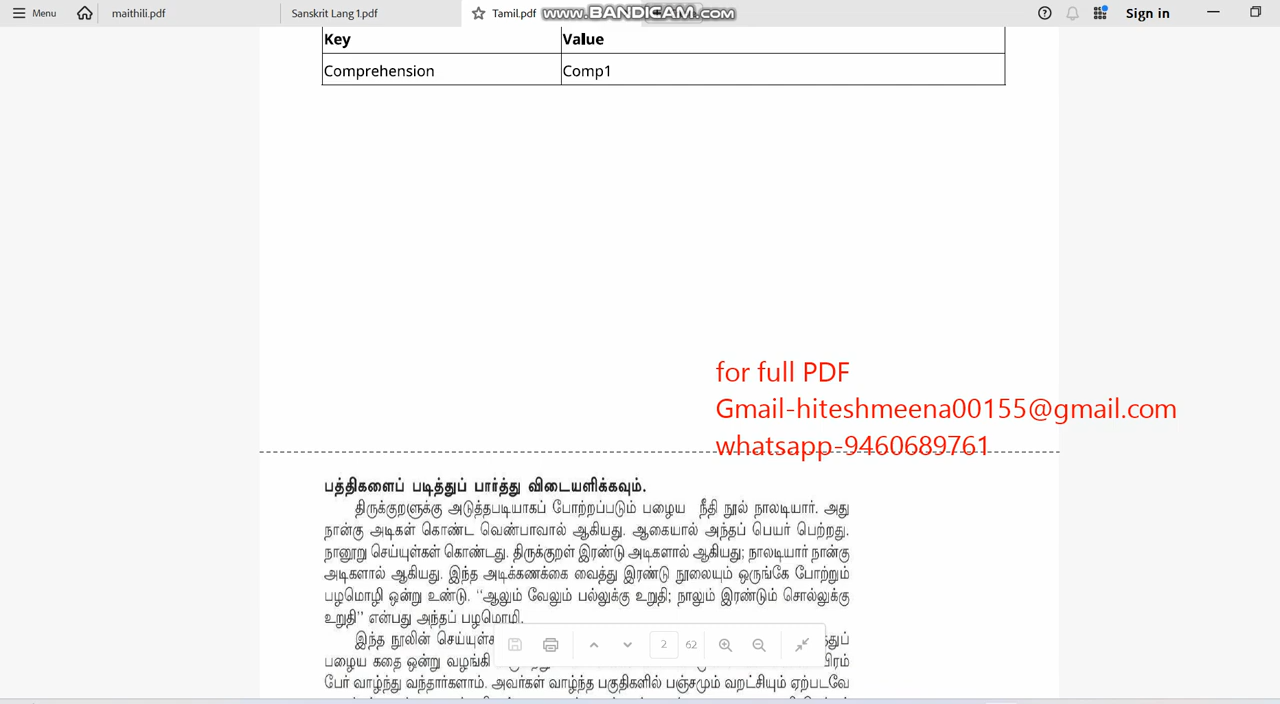 Menu
maithili.pdf
Sanskrit Lang 1.pdf
Tamil.pdf
WWW.BANDICAM.COM
Sign in
Key Value
Comprehension Comp1
for full PDF
Gmail-hiteshmeena00155@gmail.com
whatsapp-9460689761
பத்திகளைப் படித்துப் பார்த்து விடையளிக்கவும்.
திருக்குறளுக்கு அடுத்தபடியாகப் போற்றப்படும் பழைய நீதி நூல் நாலடியார். அது
நான்கு அடிகள் கொண்ட வெண்பாவால் ஆகியது. ஆகையால் அந்தப் பெயர் பெற்றது.
நானூறு செய்யுள்கள் கொண்டது. திருக்குறள் இரண்டு அடிகளால் ஆகியது; நாலடியார் நான்கு
அடிகளால் ஆகியது. இந்த அடிக்கணக்கை வைத்து இரண்டு நூலையும் ஒருங்கே போற்றும்
பழமொழி ஒன்று உண்டு. “ஆலும் வேலும் பல்லுக்கு உறுதி; நாலும் இரண்டும் சொல்லுக்கு
உறுதி” என்பது அந்தப் பழமொழி.
இந்த நூலின்
2 62
பழைய கதை ஒன்று வழங்கி
பேர் வாழ்ந்து வந்தார்களாம். அவர்கள் வாழ்ந்த பகுதிகளில் பஞ்சமும் வறட்சியும் ஏற்படவே